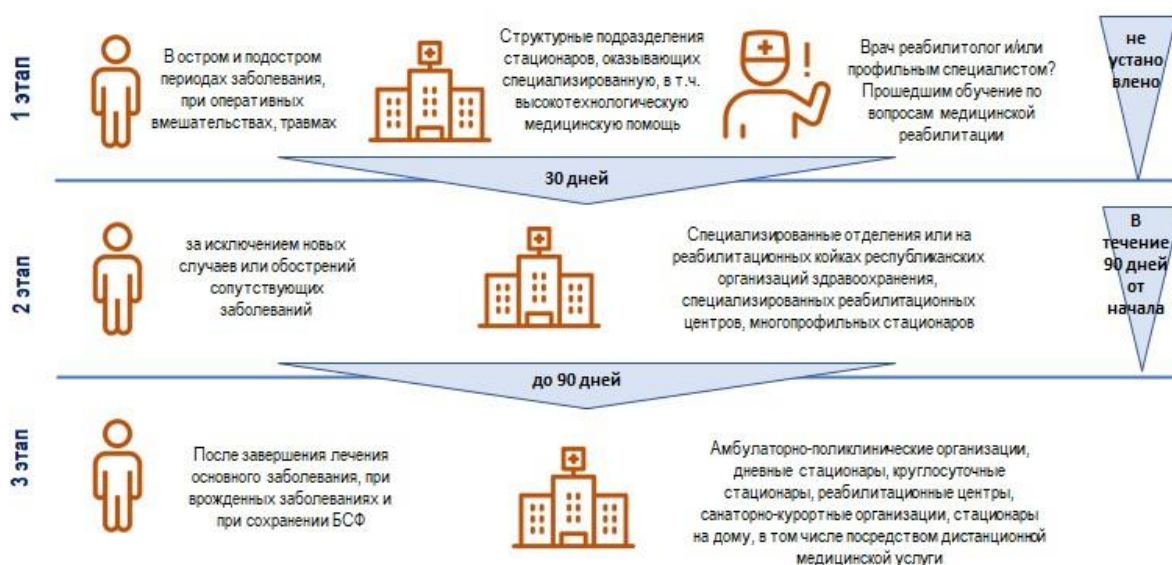 1 этап
В остром и подостром
периодах заболевания,
при оперативных
вмешательствах, травмах
Структурные подразделения
стационаров, оказывающих
специализированную, в т.ч.
высокотехнологическую
медицинскую помощь
Врач реабилитолог и/или
профильным специалистом?
Прошедшим обучение по
вопросам медицинской
реабилитации
не
устано
влено
30 дней
2 этап
за исключением новых
случаев или обострений
сопутствующих
заболеваний
Специализированные отделения или на
реабилитационных койках республиканских
организаций здравоохранения,
специализированных реабилитационных
центров, многопрофильных стационаров
В
течение
90 дней
от
начала
до 90 дней
3 этап
После завершения лечения
основного заболевания, при
врожденных заболеваниях и
при сохранении БСФ
Амбулаторно-поликлинические организации,
дневные стационары, круглосуточные
стационары, реабилитационные центры,
санаторно-курортные организации, стационары
на дому, в том числе посредством дистанционной
медицинской услуги